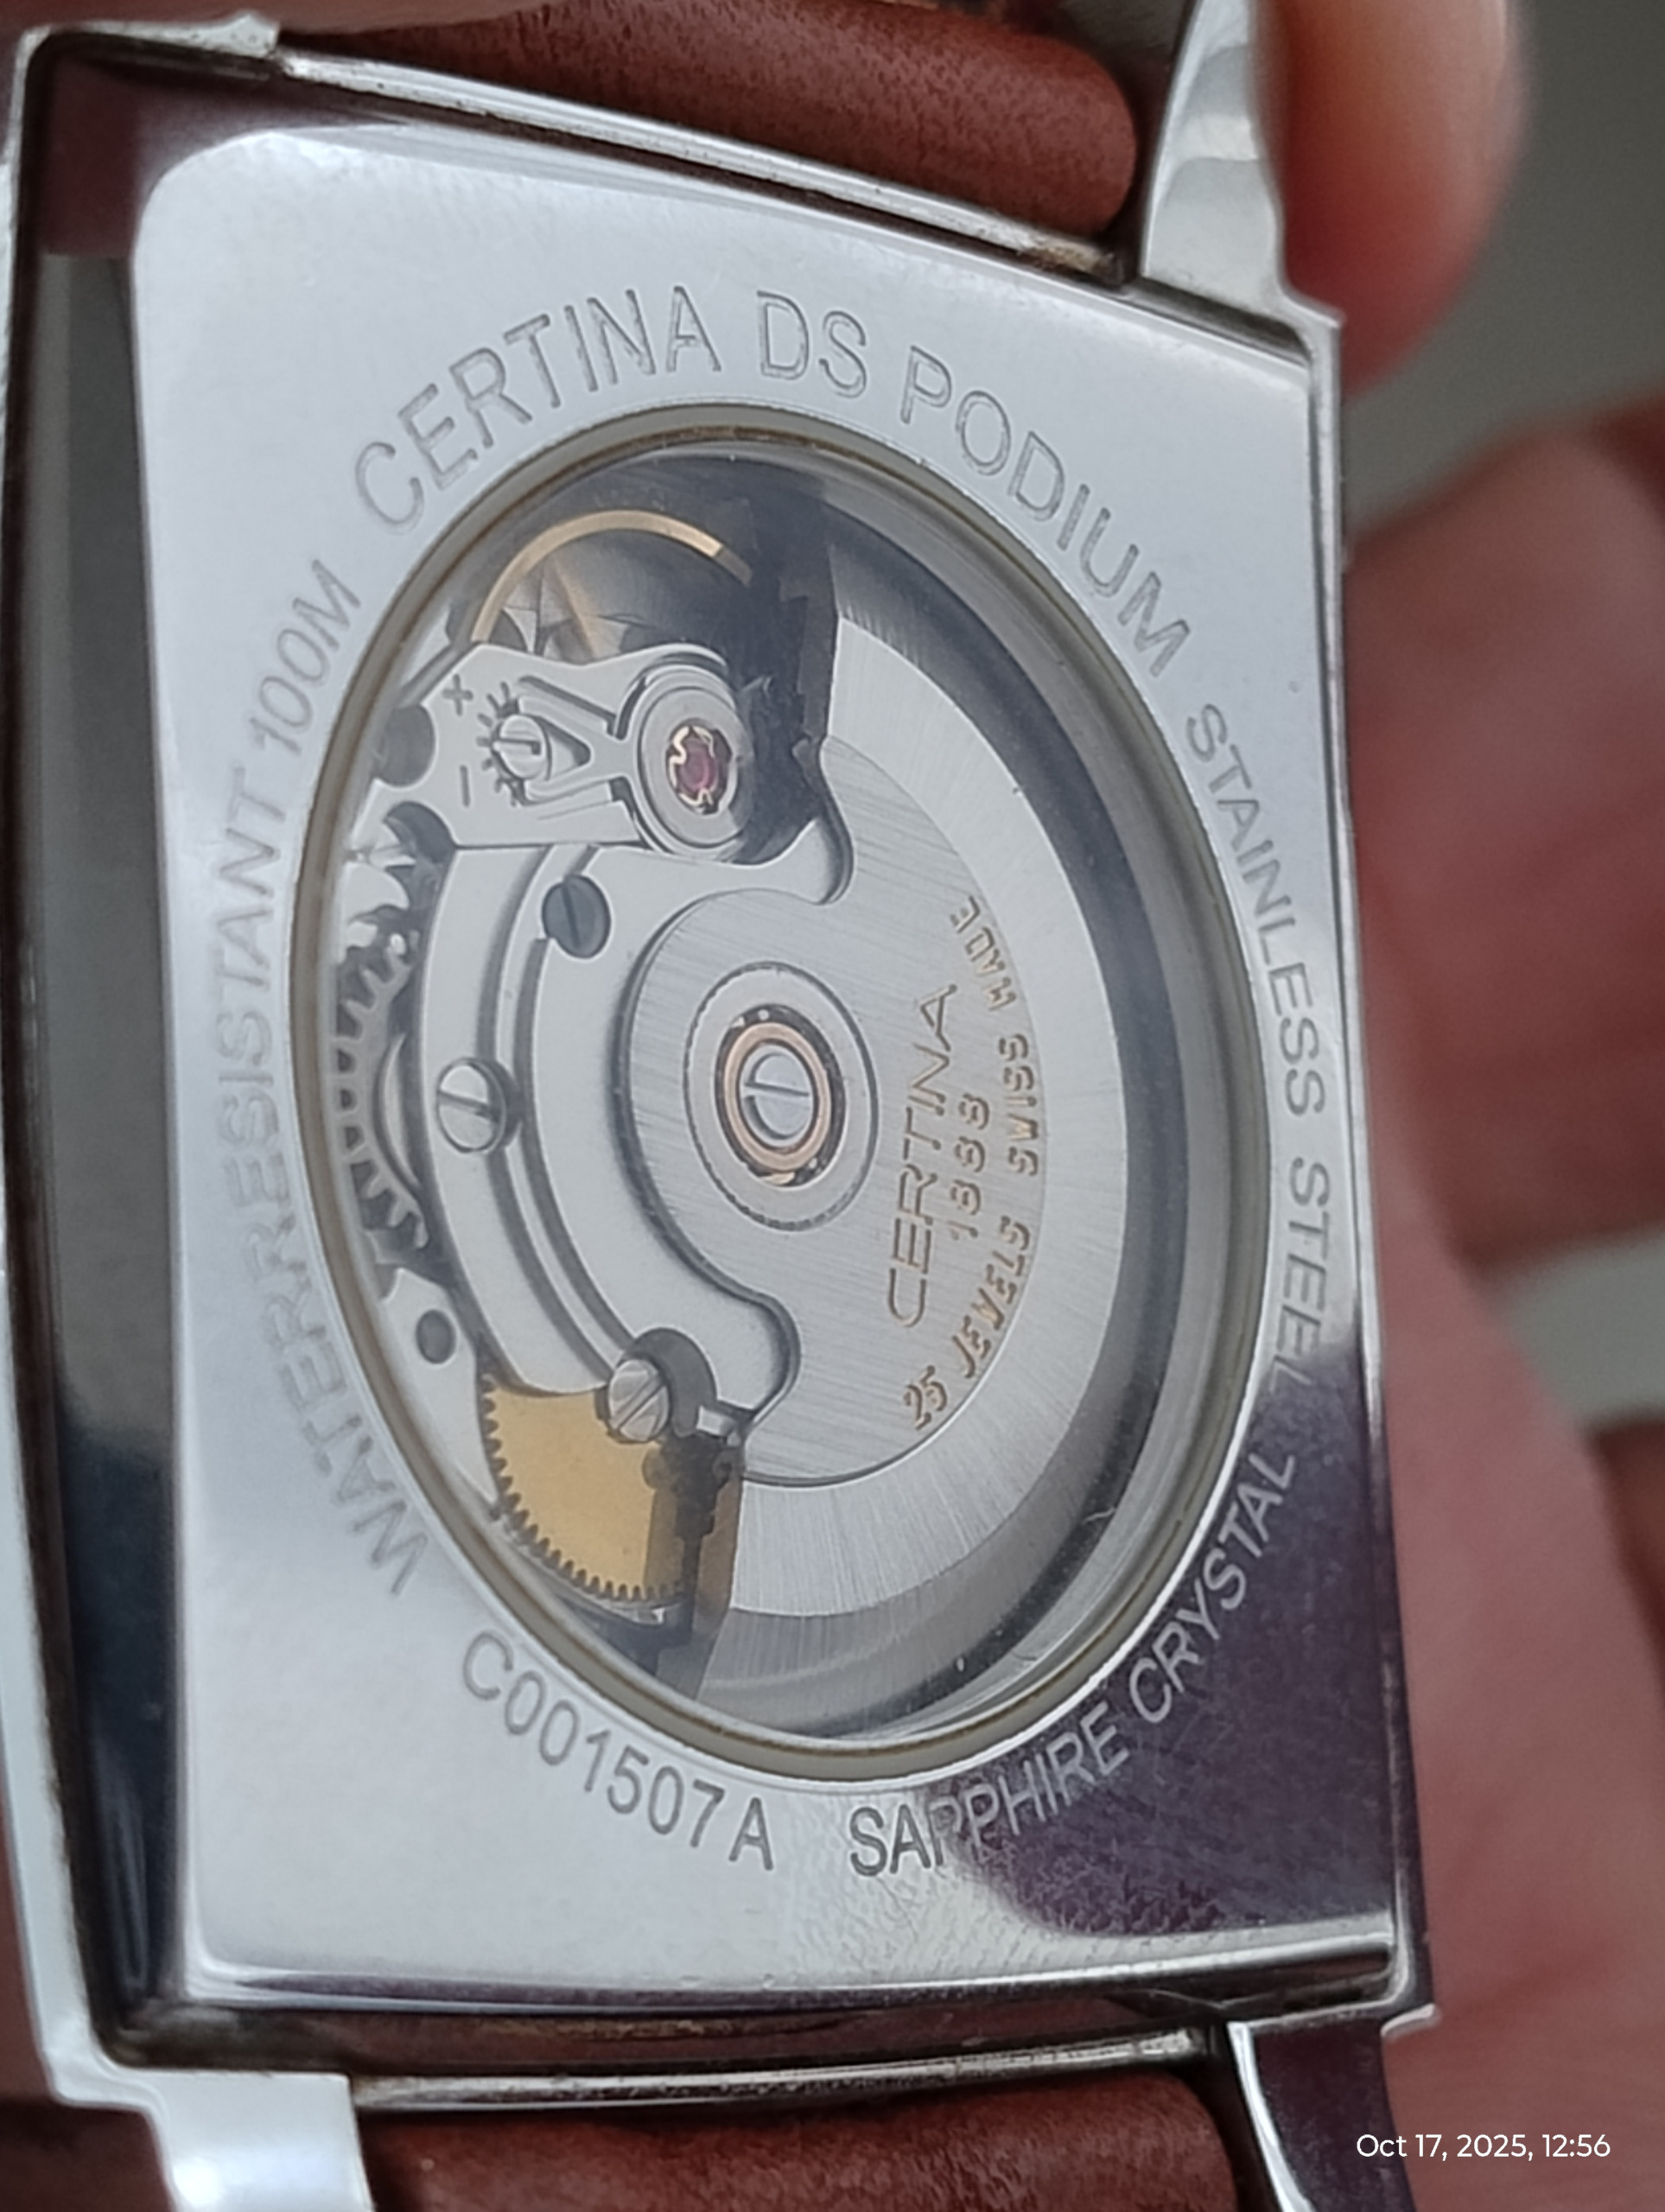 CERTINA DS PODIUM
STAINLESS STEEL
SAPPHIRE CRYSTAL
C001507A
WATERRESISTANT 100M
+
-
CERTINA
1888
25 JEWELS SWISS MADE
Oct 17, 2025, 12:56